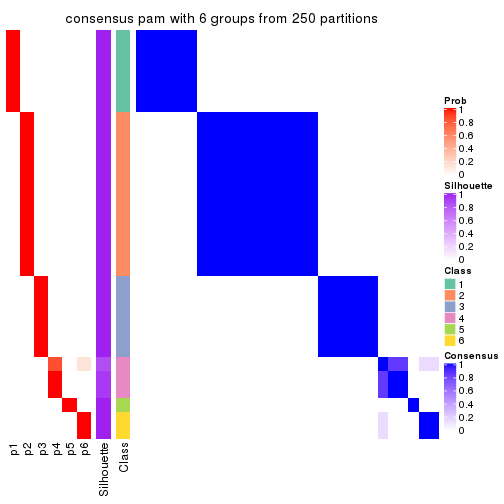 consensus pam with 6 groups from 250 partitions
Prob
1
0.8
0.6
0.4
0.2
0
Silhouette
1
0.8
0.6
0.4
0.2
0
Class
1
2
3
4
5
6
Consensus
1
0.8
0.6
0.4
0.2
0
p1
p2
p3
p4
p5
p6
Silhouette
Class